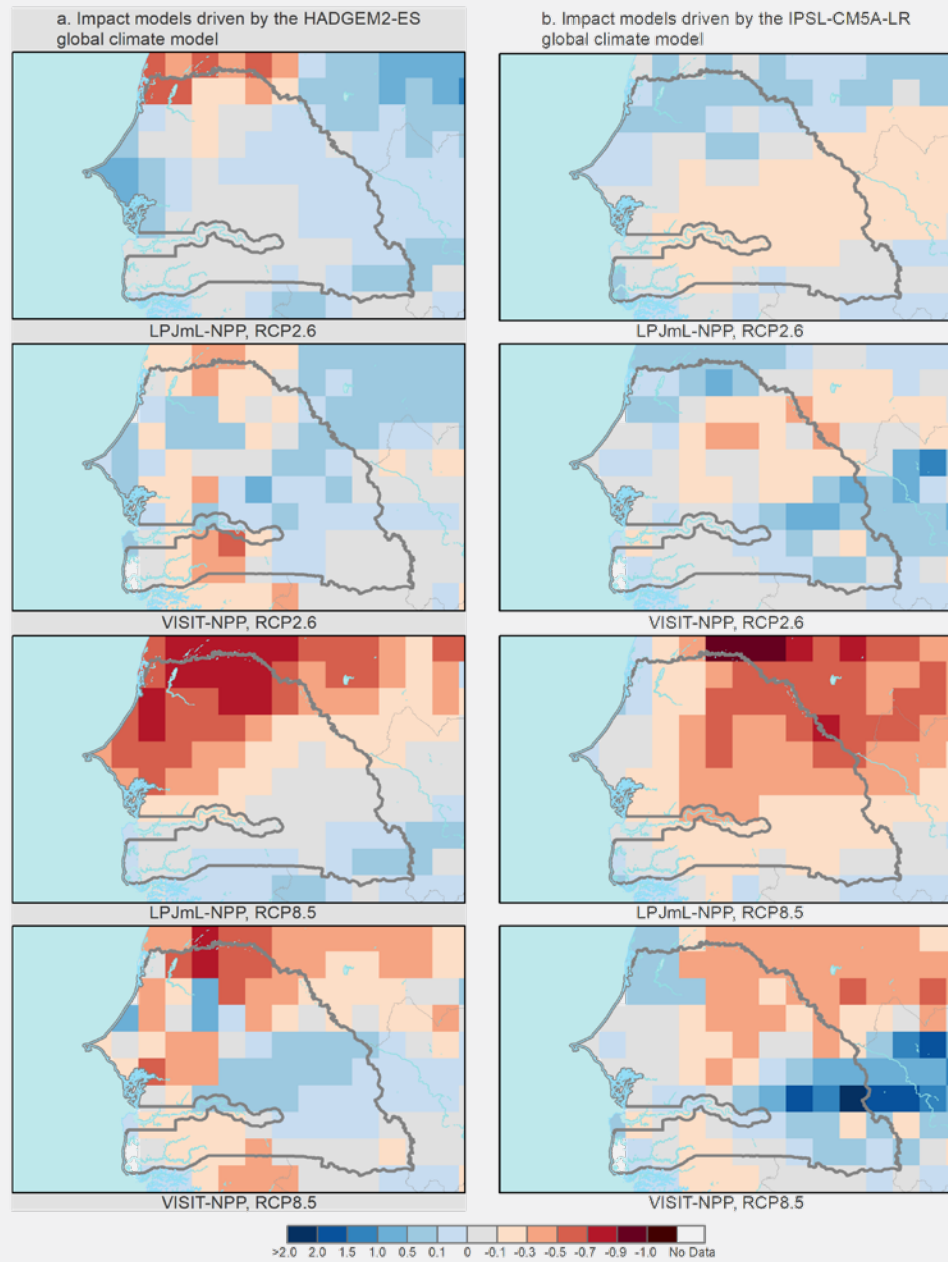 a. Impact models driven by the HADGEM2-ES
global climate model
b. Impact models driven by the IPSL-CM5A-LR
global climate model
LPJmL-NPP, RCP2.6
LPJmL-NPP, RCP2.6
VISIT-NPP, RCP2.6
VISIT-NPP, RCP2.6
LPJmL-NPP, RCP8.5
LPJmL-NPP, RCP8.5
VISIT-NPP, RCP8.5
VISIT-NPP, RCP8.5
>2.0 2.0 1.5 1.0 0.5 0.1 0 -0.1 -0.3 -0.5 -0.7 -0.9 -1.0 No Data